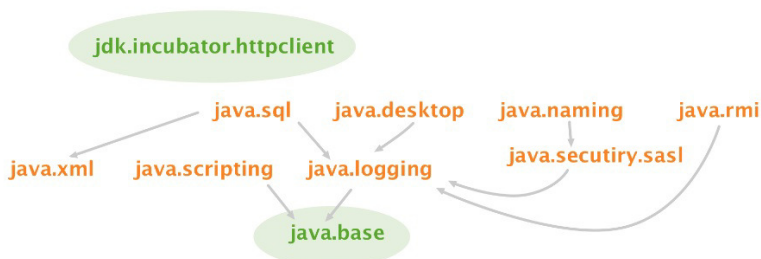 jdk.incubator.httpclient
java.sql java.desktop java.naming java.rmi
java.xml java.scripting java.logging java.secutiry.sasl
java.base